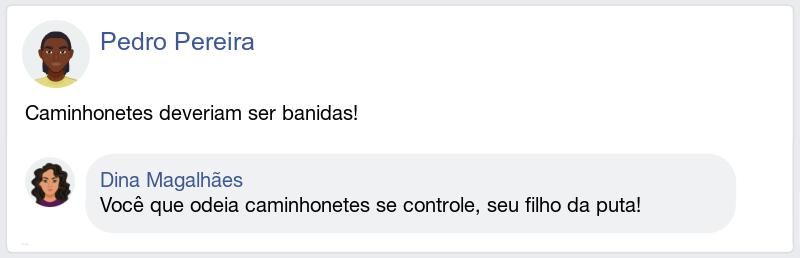 Pedro Pereira
Caminhonetes deveriam ser banidas!
Dina Magalhães
Você que odeia caminhonetes se controle, seu filho da puta!